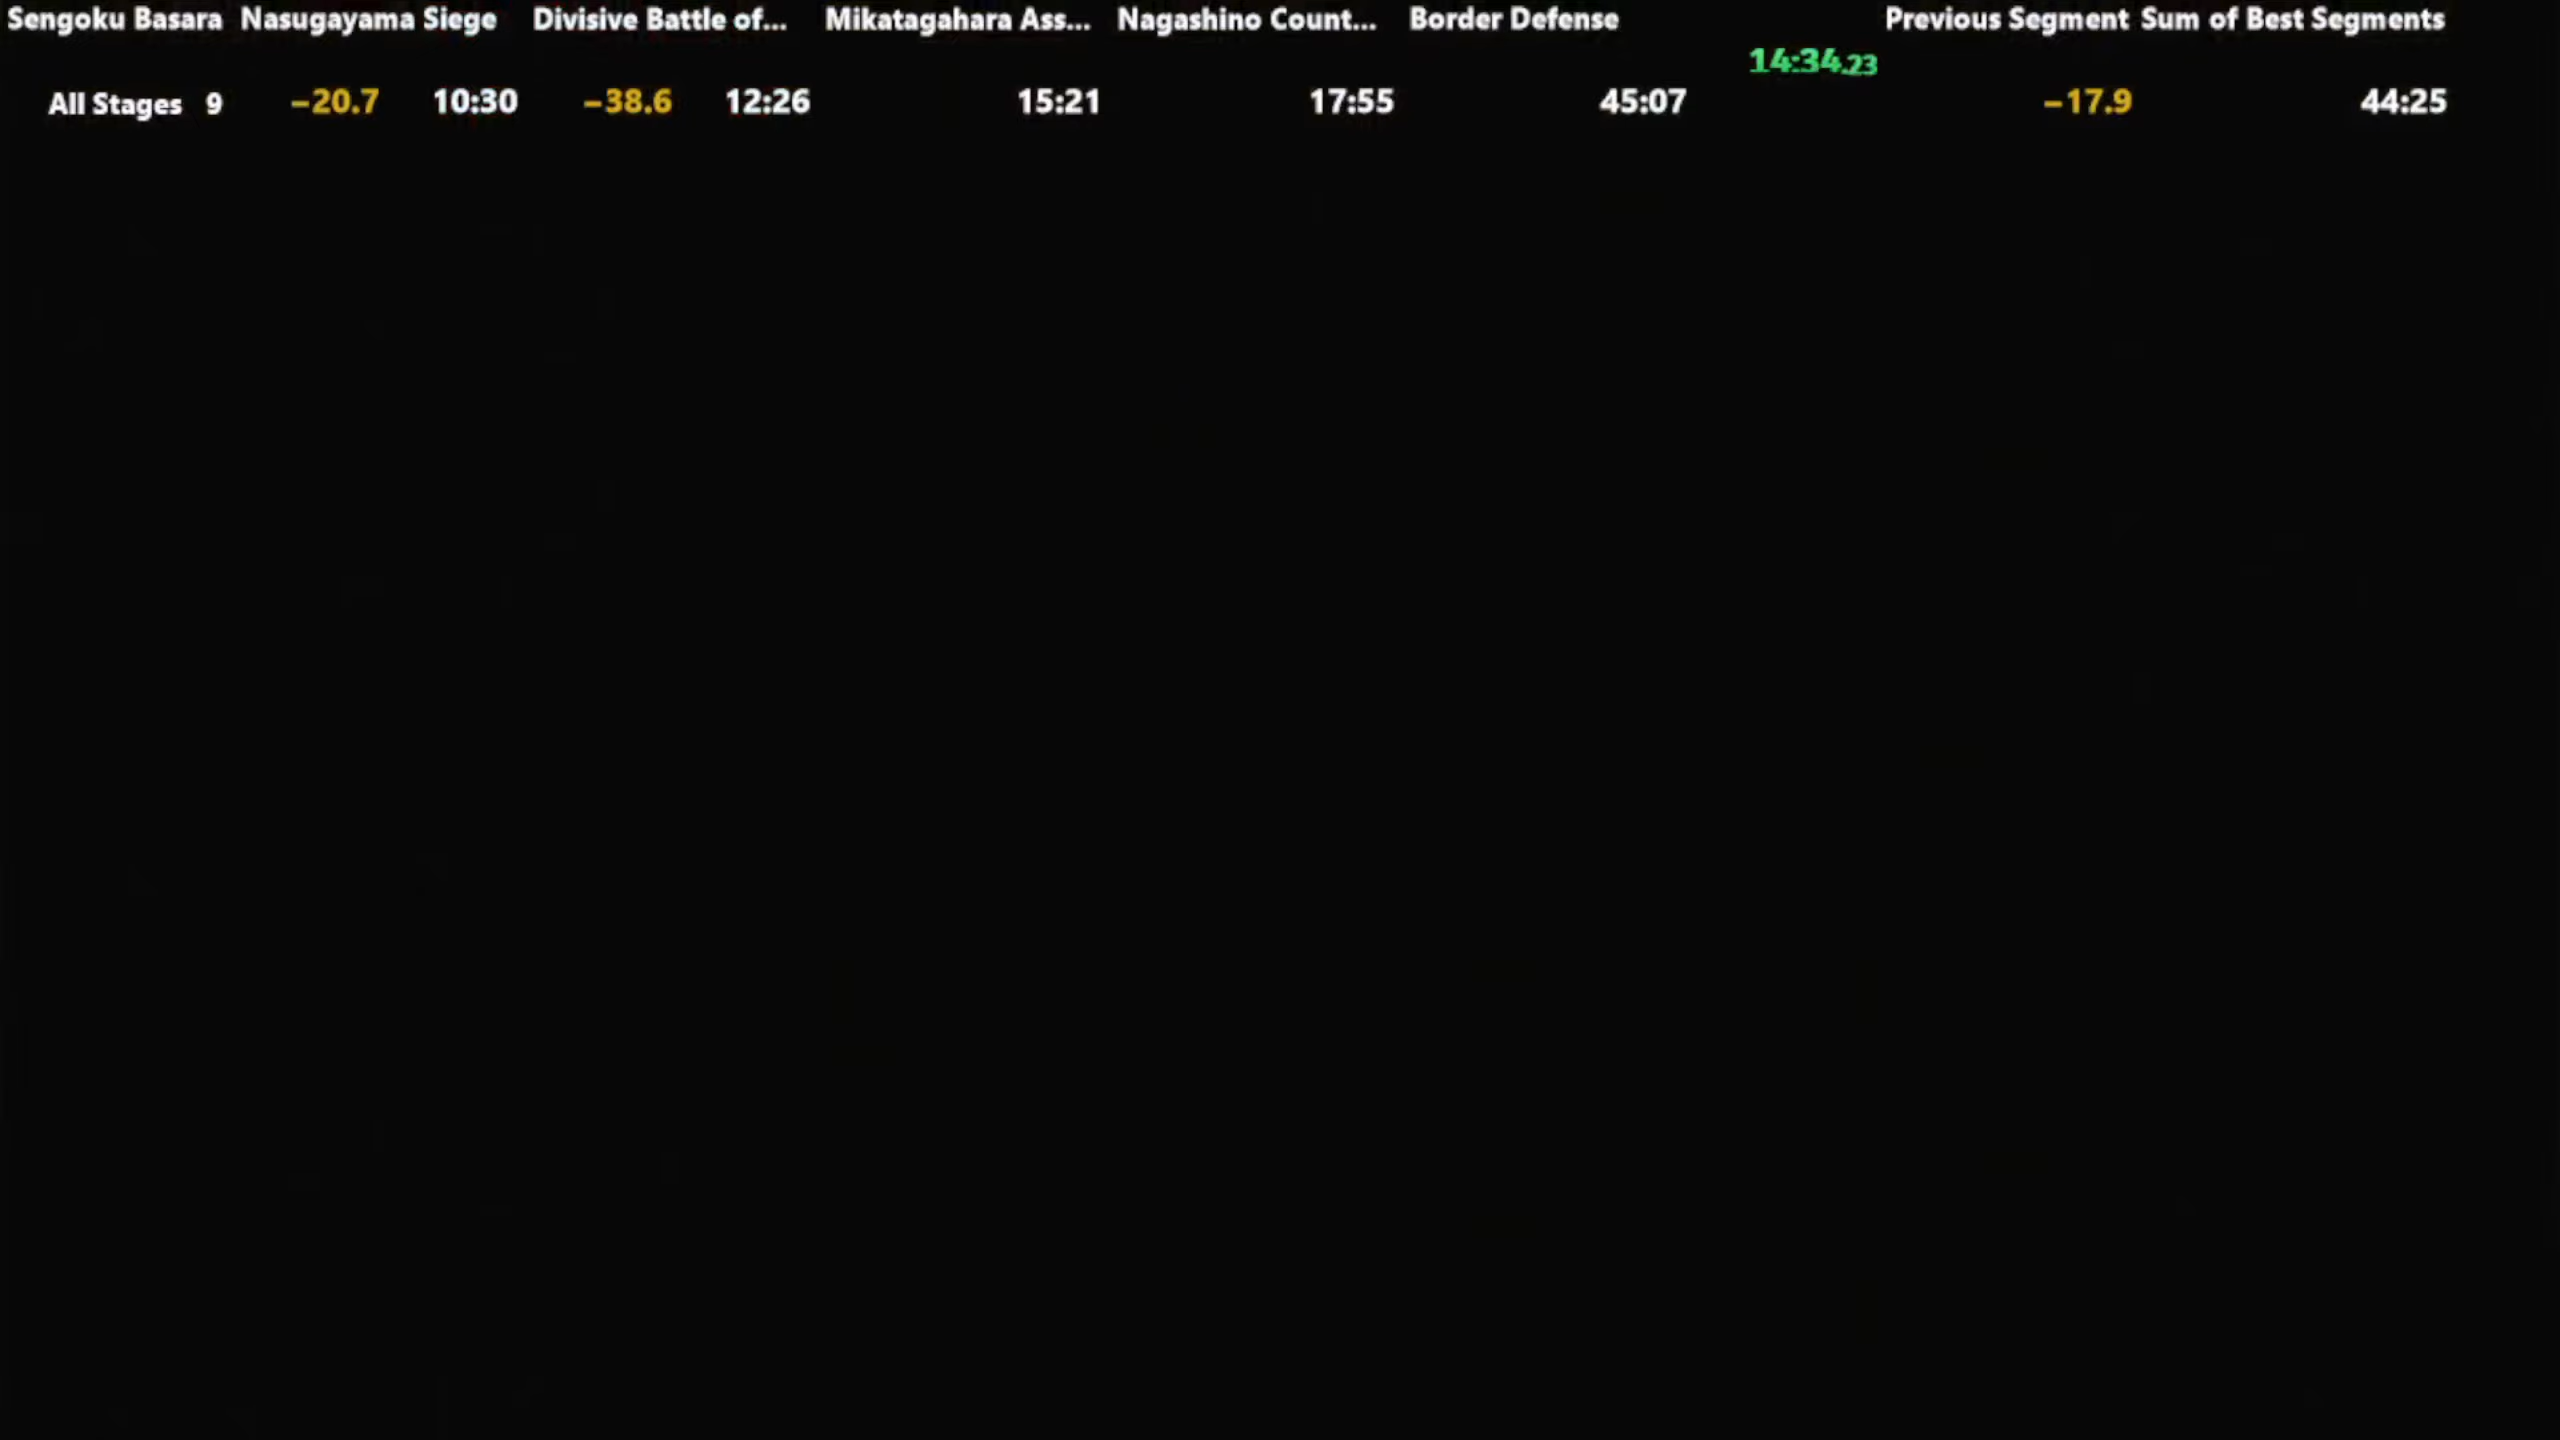 Sengoku Basara Nasugayama Siege Divisive Battle of... Mikatagahara Ass... Nagashino Count... Border Defense Previous Segment Sum of Best Segments
14:34.23
All Stages 9 −20.7 10:30 −38.6 12:26 15:21 17:55 45:07 −17.9 44:25